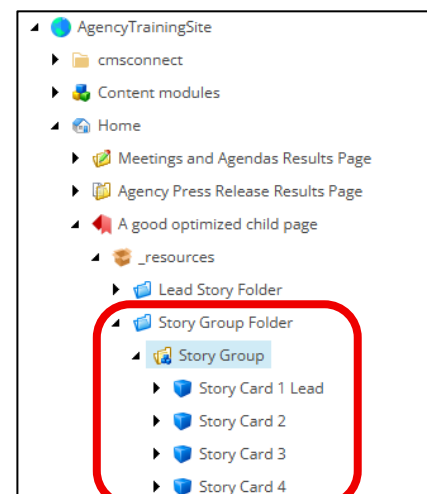 AgencyTrainingSite
cmsconnect
Content modules
Home
Meetings and Agendas Results Page
Agency Press Release Results Page
A good optimized child page
_resources
Lead Story Folder
Story Group Folder
Story Group
Story Card 1 Lead
Story Card 2
Story Card 3
Story Card 4